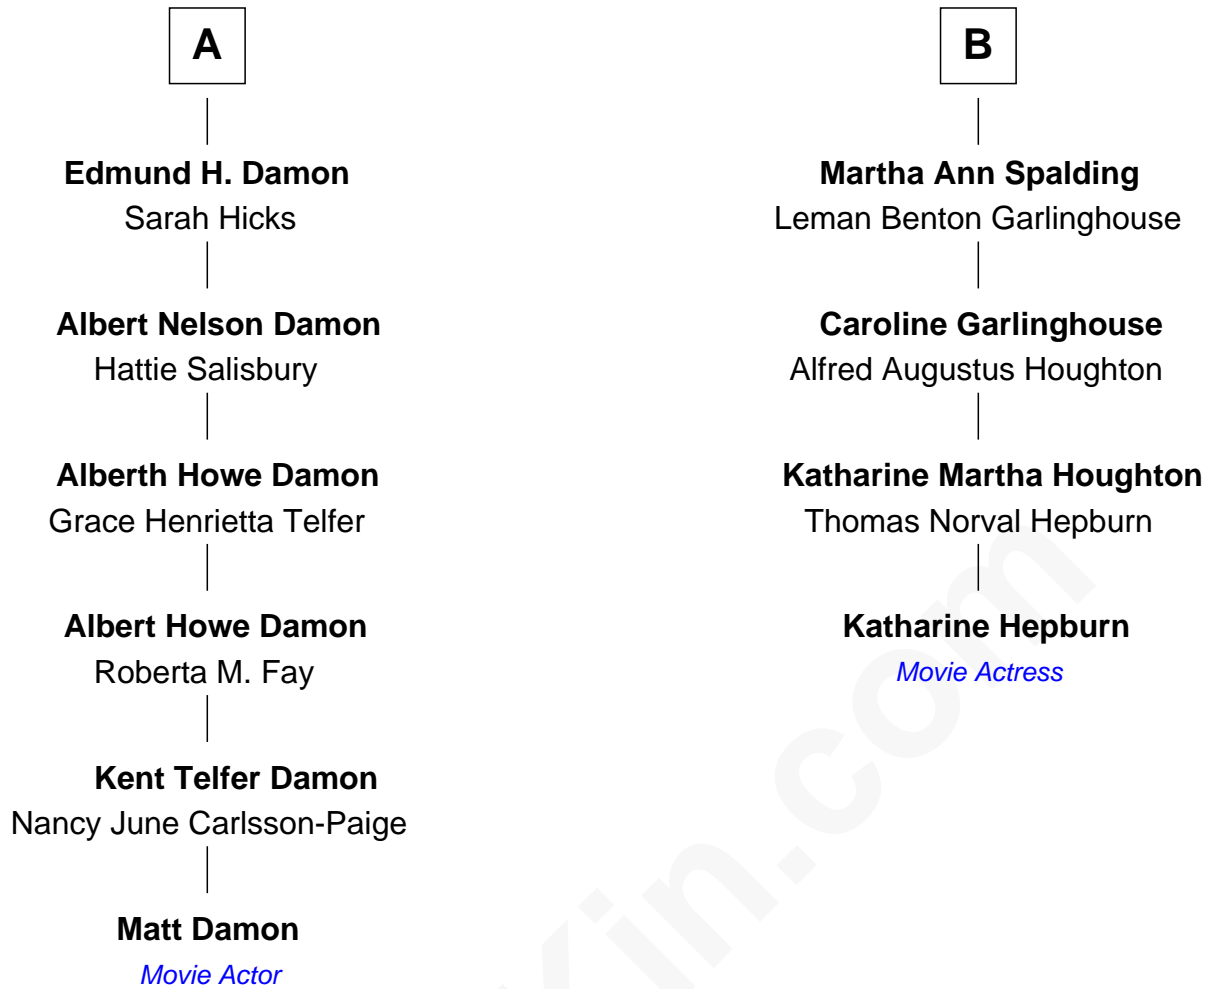 A
Edmund H. Damon
Sarah Hicks
Albert Nelson Damon
Hattie Salisbury
Alberth Howe Damon
Grace Henrietta Telfer
Albert Howe Damon
Roberta M. Fay
Kent Telfer Damon
Nancy June Carlsson-Paige
Matt Damon
Movie Actor
B
Martha Ann Spalding
Leman Benton Garlinghouse
Caroline Garlinghouse
Alfred Augustus Houghton
Katharine Martha Houghton
Thomas Norval Hepburn
Katharine Hepburn
Movie Actress
Kin.com